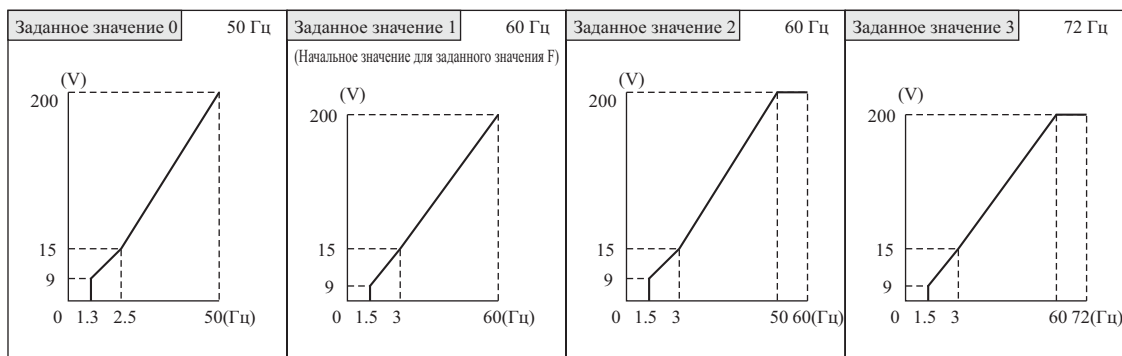 Заданное значение 0 50 Гц
(V)
200
15
9
0 1.3 2.5 50(Гц)
Заданное значение 1 60 Гц
(Начальное значение для заданного значения F)
(V)
200
15
9
0 1.5 3 60(Гц)
Заданное значение 2 60 Гц
(V)
200
15
9
0 1.5 3 50 60(Гц)
Заданное значение 3 72 Гц
(V)
200
15
9
0 1.5 3 60 72(Гц)